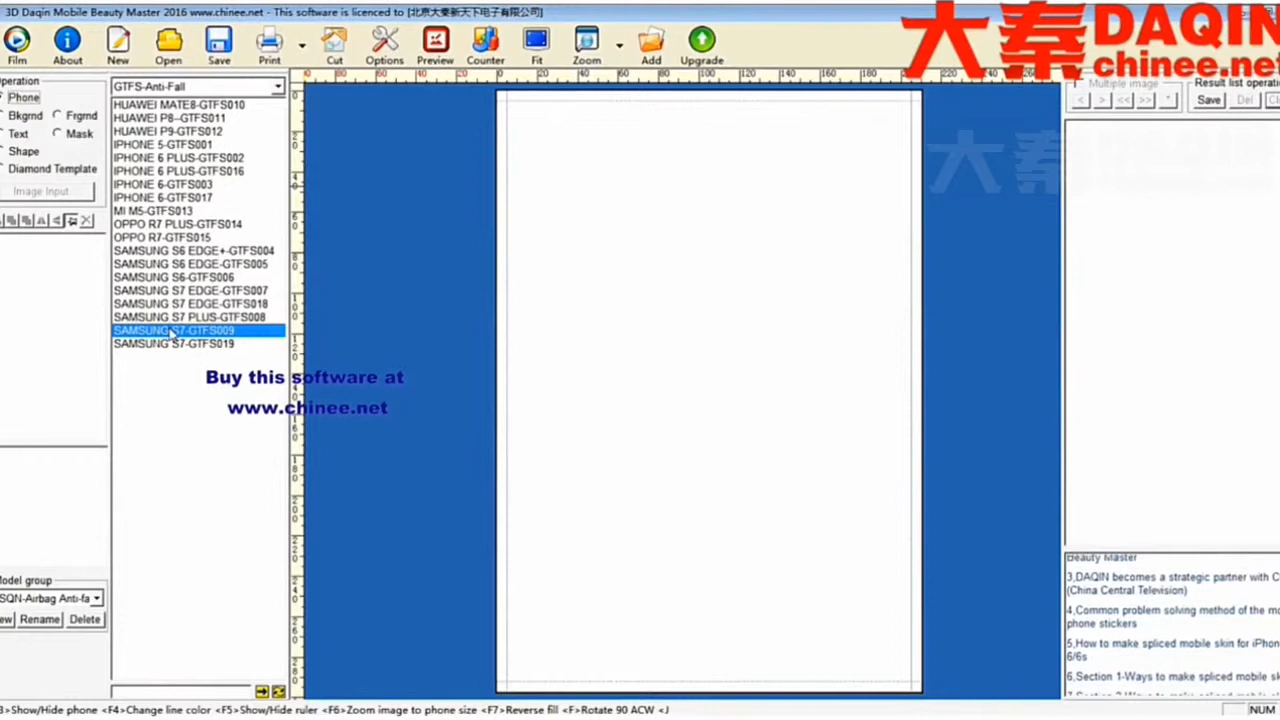 3D Daqin Mobile Beauty Master 2016 www.chinee.net - This software is licenced to [北京大秦新天下电子有限公司]
大秦 DAQIN
chinee.net
Film About New Open Save Print Cut Options Preview Counter Fit Zoom Add Upgrade
Operation
Phone
Bkgrnd Frgrnd
Text Mask
Shape
Diamond Template
Image Input
GTFS-Anti-Fall
HUAWEI MATE8-GTFS010
HUAWEI P8--GTFS011
HUAWEI P9-GTFS012
IPHONE 5-GTFS001
IPHONE 6 PLUS-GTFS002
IPHONE 6 PLUS-GTFS016
IPHONE 6-GTFS003
IPHONE 6-GTFS017
MI M5-GTFS013
OPPO R7 PLUS-GTFS014
OPPO R7-GTFS015
SAMSUNG S6 EDGE+-GTFS004
SAMSUNG S6 EDGE-GTFS005
SAMSUNG S6-GTFS006
SAMSUNG S7 EDGE-GTFS007
SAMSUNG S7 EDGE-GTFS018
SAMSUNG S7 PLUS-GTFS008
SAMSUNG S7-GTFS009
SAMSUNG S7-GTFS019
Buy this software at
www.chinee.net
Model group
SQN-Airbag Anti-fa
ew Rename Delete
Multiple image
< > << >> *
Result list operati
Save Del Cl
大秦
Beauty Master
3,DAQIN becomes a strategic partner with C
(China Central Television)
4,Common problem solving method of the mo
phone stickers
5,How to make spliced mobile skin for iPhon
6/6s
6,Section 1-Ways to make spliced mobile sk
3>Show/Hide phone <F4>Change line color <F5>Show/Hide ruler <F6>Zoom image to phone size <F7>Reverse fill <F>Rotate 90 ACW <J
NUM